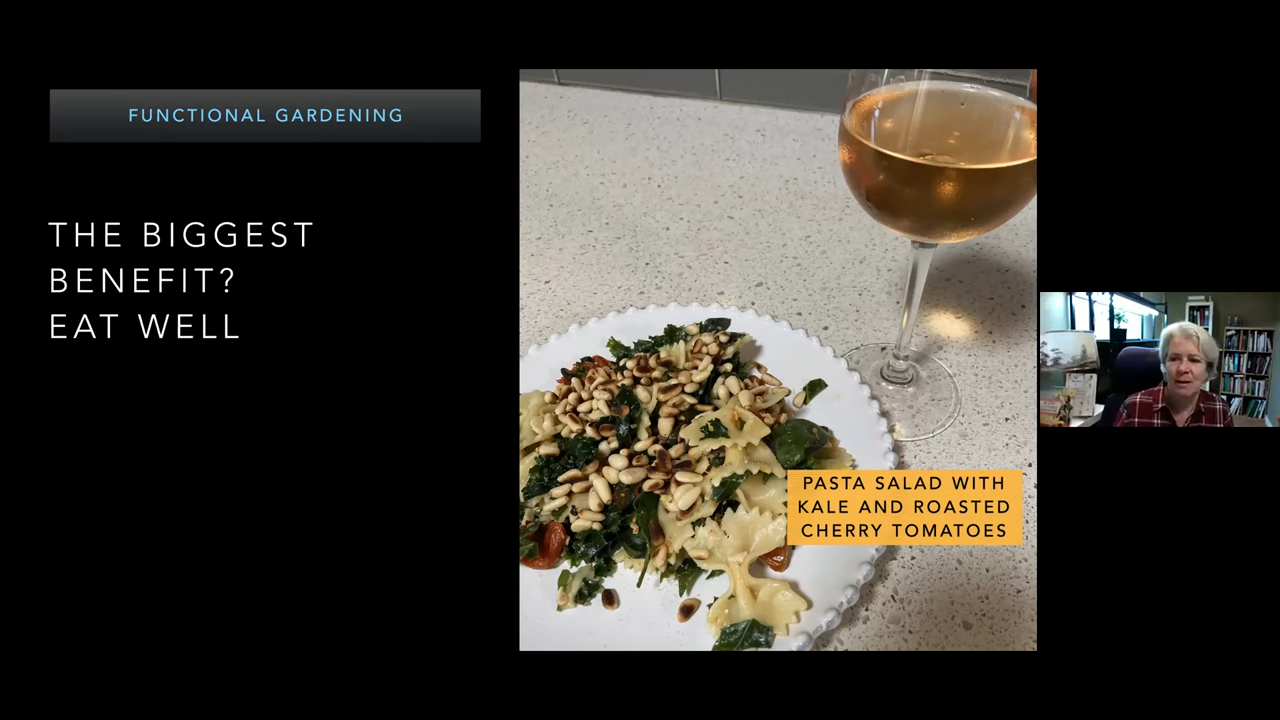 FUNCTIONAL GARDENING
THE BIGGEST
BENEFIT?
EAT WELL
PASTA SALAD WITH
KALE AND ROASTED
CHERRY TOMATOES